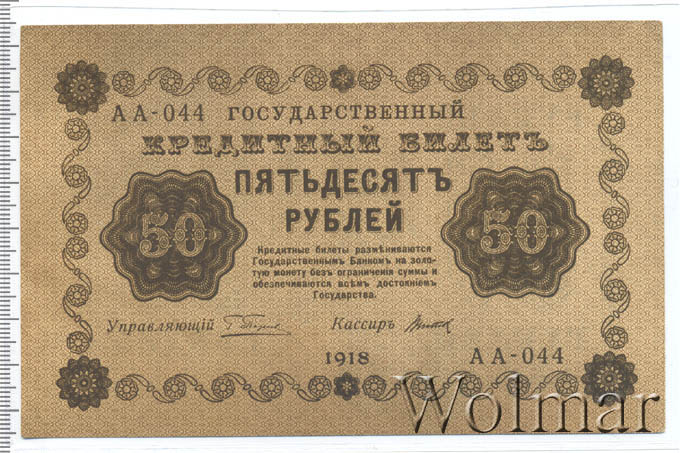 АА-044 ГОСУДАРСТВЕННЫЙ
КРЕДИТНЫЙ БИЛЕТЪ
ПЯТЬДЕСЯТЪ
РУБЛЕЙ
50 50
Кредитные билеты размѣниваются
Государственнымъ Банкомъ на золо-
тую монету безъ ограниченія суммы и
обезпечиваются всѣмъ достояніемъ
Государства.
Управляющій Кассиръ
1918 АА-044
Wolmar